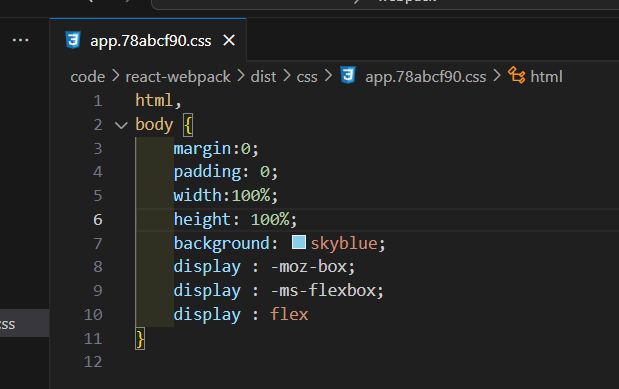 app.78abcf90.css
code > react-webpack > dist > css > app.78abcf90.css > html
1 html,
2 body {
3 margin:0;
4 padding: 0;
5 width:100%;
6 height: 100%;
7 background: skyblue;
8 display : -moz-box;
9 display : -ms-flexbox;
10 display : flex
11 }
12
css